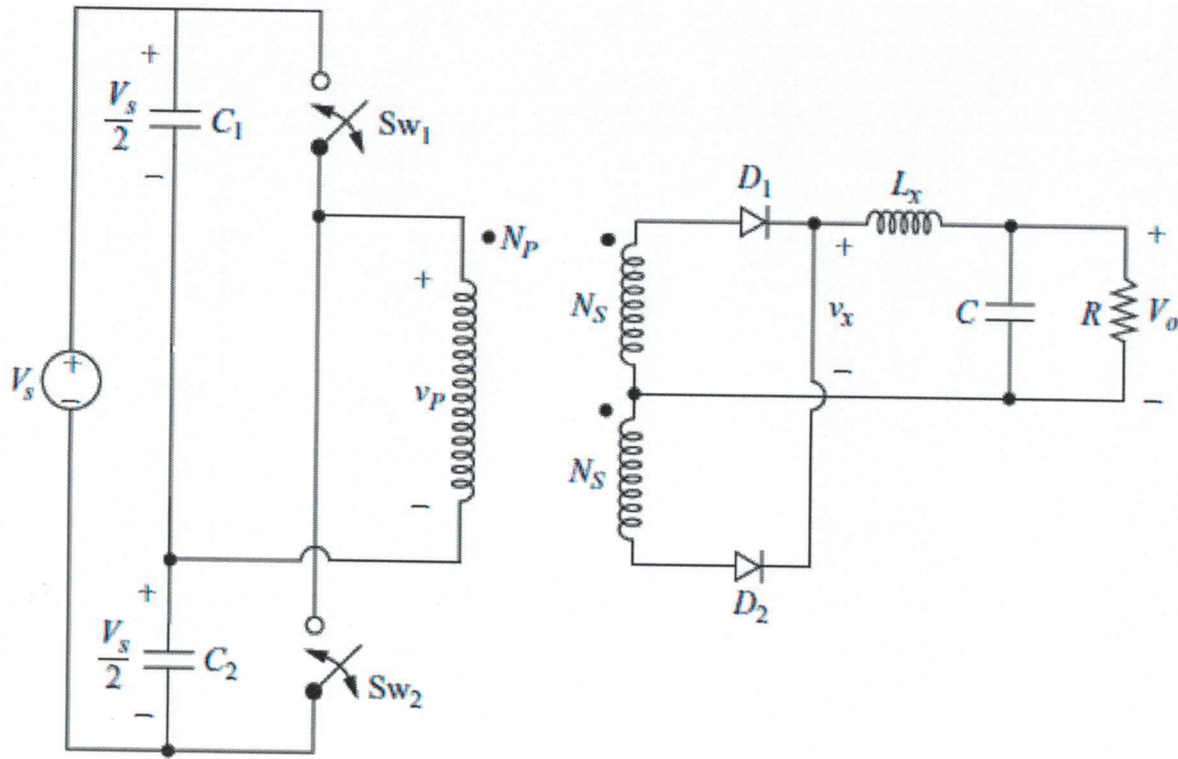 +
V_s/2
C_1
−
Sw_1
D_1
L_x
N_P
+
v_P
−
N_S
+
v_x
−
C
R
+
V_o
−
V_s
+
−
N_S
D_2
+
V_s/2
C_2
−
Sw_2